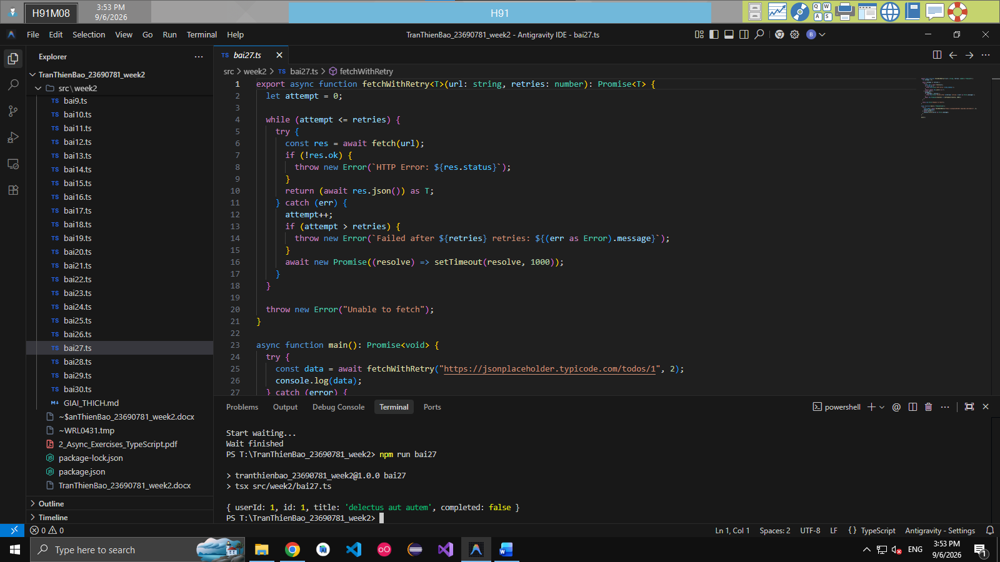 H91M08
3:53 PM
9/6/2026
H91
File Edit Selection View Go Run Terminal Help
TranThienBao_23690781_week2 - Antigravity IDE - bai27.ts
B
Explorer
TranThienBao_23690781_week2
src\week2
TS bai9.ts
TS bai10.ts
TS bai11.ts
TS bai12.ts
TS bai13.ts
TS bai14.ts
TS bai15.ts
TS bai16.ts
TS bai17.ts
TS bai18.ts
TS bai19.ts
TS bai20.ts
TS bai21.ts
TS bai22.ts
TS bai23.ts
TS bai24.ts
TS bai25.ts
TS bai26.ts
TS bai27.ts
TS bai28.ts
TS bai29.ts
TS bai30.ts
GIAI_THICH.md
~$anThienBao_23690781_week2.docx
~WRL0431.tmp
2_Async_Exercises_TypeScript.pdf
package-lock.json
package.json
TranThienBao_23690781_week2.docx
Outline
Timeline
TS bai27.ts
src > week2 > TS bai27.ts > fetchWithRetry
1 export async function fetchWithRetry<T>(url: string, retries: number): Promise<T> {
2 let attempt = 0;
3
4 while (attempt <= retries) {
5 try {
6 const res = await fetch(url);
7 if (!res.ok) {
8 throw new Error(`HTTP Error: ${res.status}`);
9 }
10 return (await res.json()) as T;
11 } catch (err) {
12 attempt++;
13 if (attempt > retries) {
14 throw new Error(`Failed after ${retries} retries: ${(err as Error).message}`);
15 }
16 await new Promise((resolve) => setTimeout(resolve, 1000));
17 }
18 }
19
20 throw new Error("Unable to fetch");
21 }
22
23 async function main(): Promise<void> {
24 try {
25 const data = await fetchWithRetry("https://jsonplaceholder.typicode.com/todos/1", 2);
26 console.log(data);
27 } catch (error) {
Problems Output Debug Console Terminal Ports
powershell
Start waiting...
Wait finished
PS T:\TranThienBao_23690781_week2> npm run bai27
> tranthienbao_23690781_week2@1.0.0 bai27
> tsx src/week2/bai27.ts
{ userId: 1, id: 1, title: 'delectus aut autem', completed: false }
PS T:\TranThienBao_23690781_week2>
0 0
Ln 1, Col 1 Spaces: 2 UTF-8 LF {} TypeScript Antigravity - Settings
Type here to search
ENG
3:53 PM
9/6/2026
1